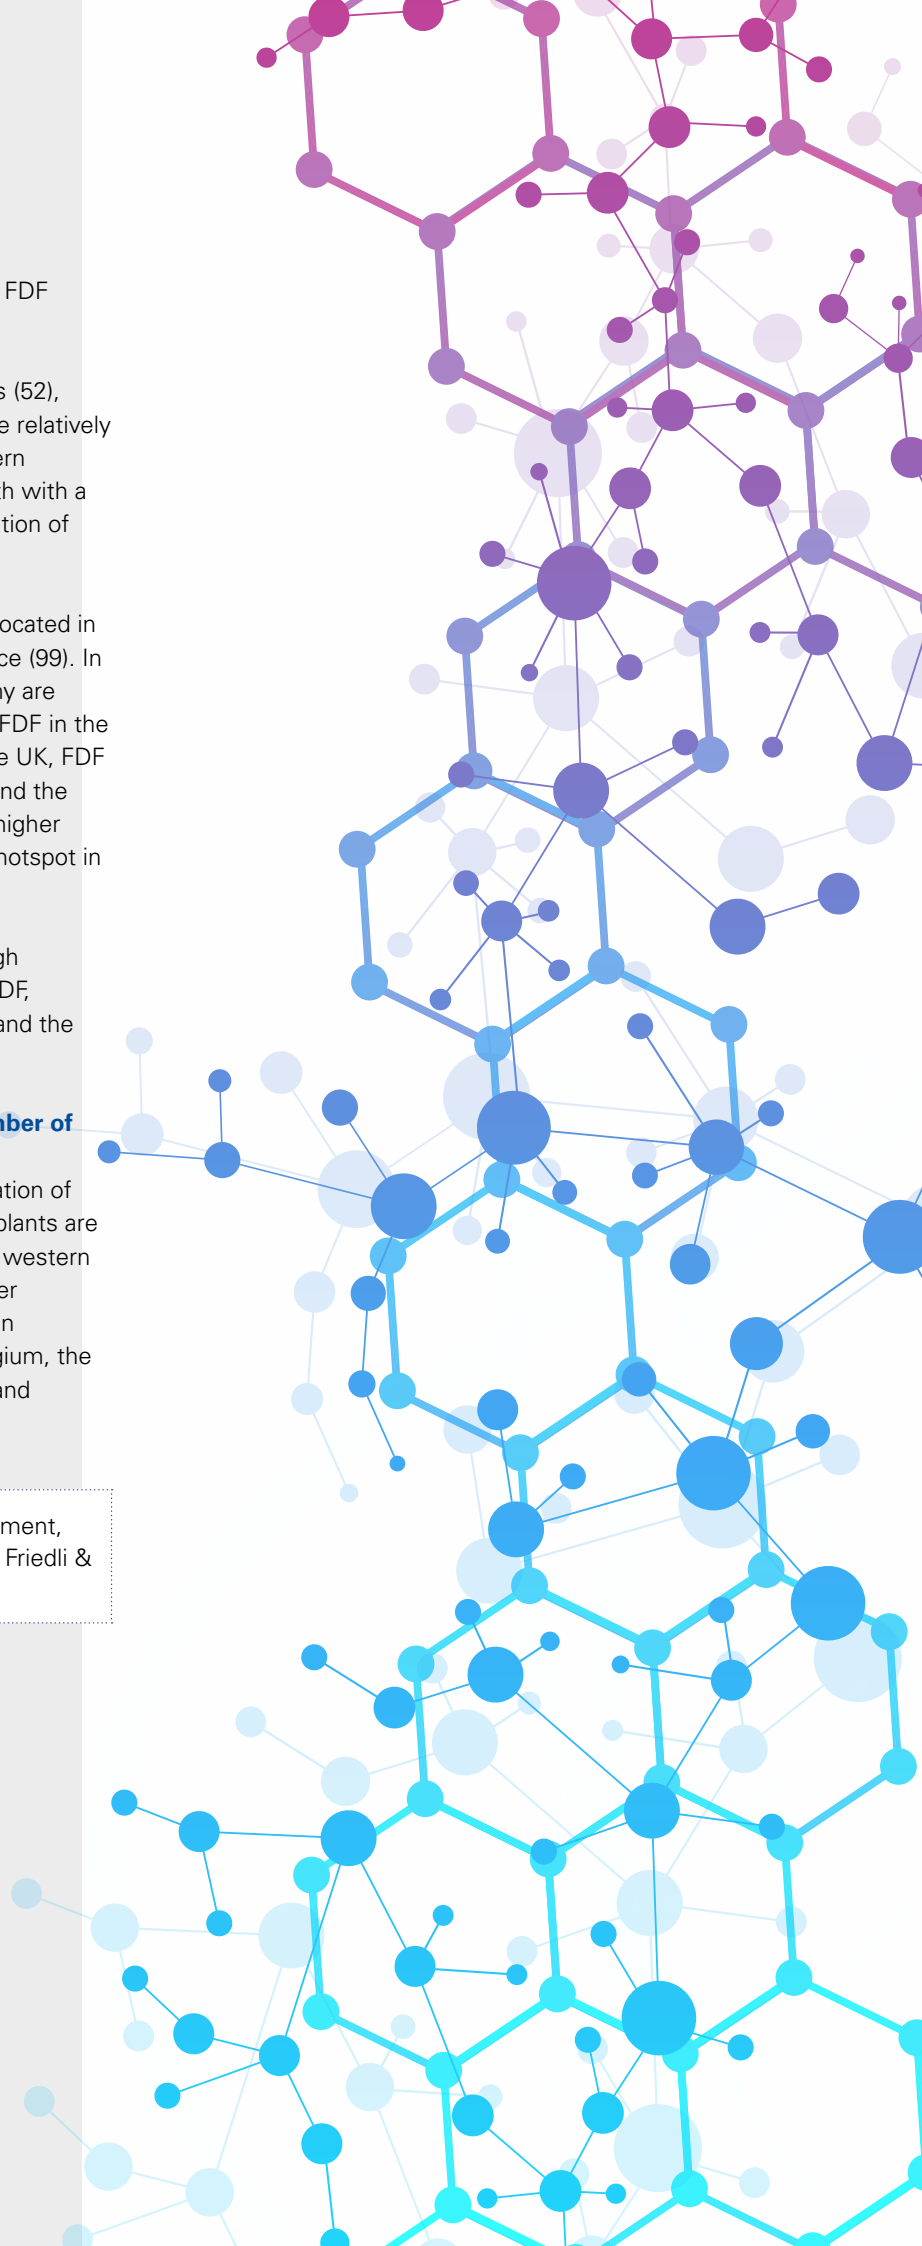 FDF
s (52),
e relatively
ern
th with a
tion of
ocated in
ce (99). In
ny are
FDF in the
e UK, FDF
nd the
higher
hotspot in
gh
DF,
and the
mber of
ation of
plants are
western
er
in
gium, the
and
ment,
Friedli &